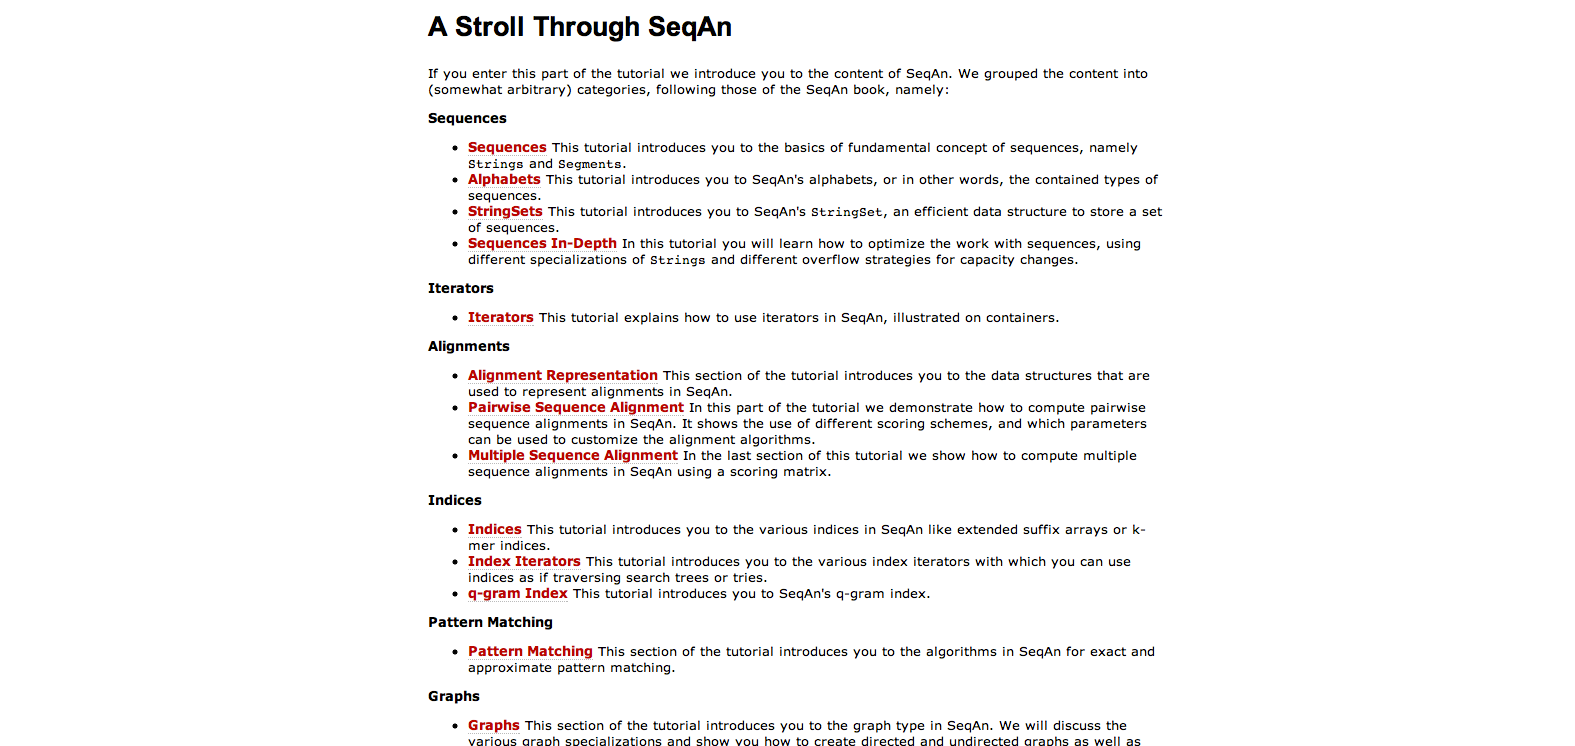 A Stroll Through SeqAn
If you enter this part of the tutorial we introduce you to the content of SeqAn. We grouped the content into
(somewhat arbitrary) categories, following those of the SeqAn book, namely:
Sequences
• Sequences This tutorial introduces you to the basics of fundamental concept of sequences, namely
Strings and Segments.
• Alphabets This tutorial introduces you to SeqAn's alphabets, or in other words, the contained types of
sequences.
• StringSets This tutorial introduces you to SeqAn's StringSet, an efficient data structure to store a set
of sequences.
• Sequences In-Depth In this tutorial you will learn how to optimize the work with sequences, using
different specializations of Strings and different overflow strategies for capacity changes.
Iterators
• Iterators This tutorial explains how to use iterators in SeqAn, illustrated on containers.
Alignments
• Alignment Representation This section of the tutorial introduces you to the data structures that are
used to represent alignments in SeqAn.
• Pairwise Sequence Alignment In this part of the tutorial we demonstrate how to compute pairwise
sequence alignments in SeqAn. It shows the use of different scoring schemes, and which parameters
can be used to customize the alignment algorithms.
• Multiple Sequence Alignment In the last section of this tutorial we show how to compute multiple
sequence alignments in SeqAn using a scoring matrix.
Indices
• Indices This tutorial introduces you to the various indices in SeqAn like extended suffix arrays or k-
mer indices.
• Index Iterators This tutorial introduces you to the various index iterators with which you can use
indices as if traversing search trees or tries.
• q-gram Index This tutorial introduces you to SeqAn's q-gram index.
Pattern Matching
• Pattern Matching This section of the tutorial introduces you to the algorithms in SeqAn for exact and
approximate pattern matching.
Graphs
• Graphs This section of the tutorial introduces you to the graph type in SeqAn. We will discuss the
various graph specializations and show you how to create directed and undirected graphs as well as